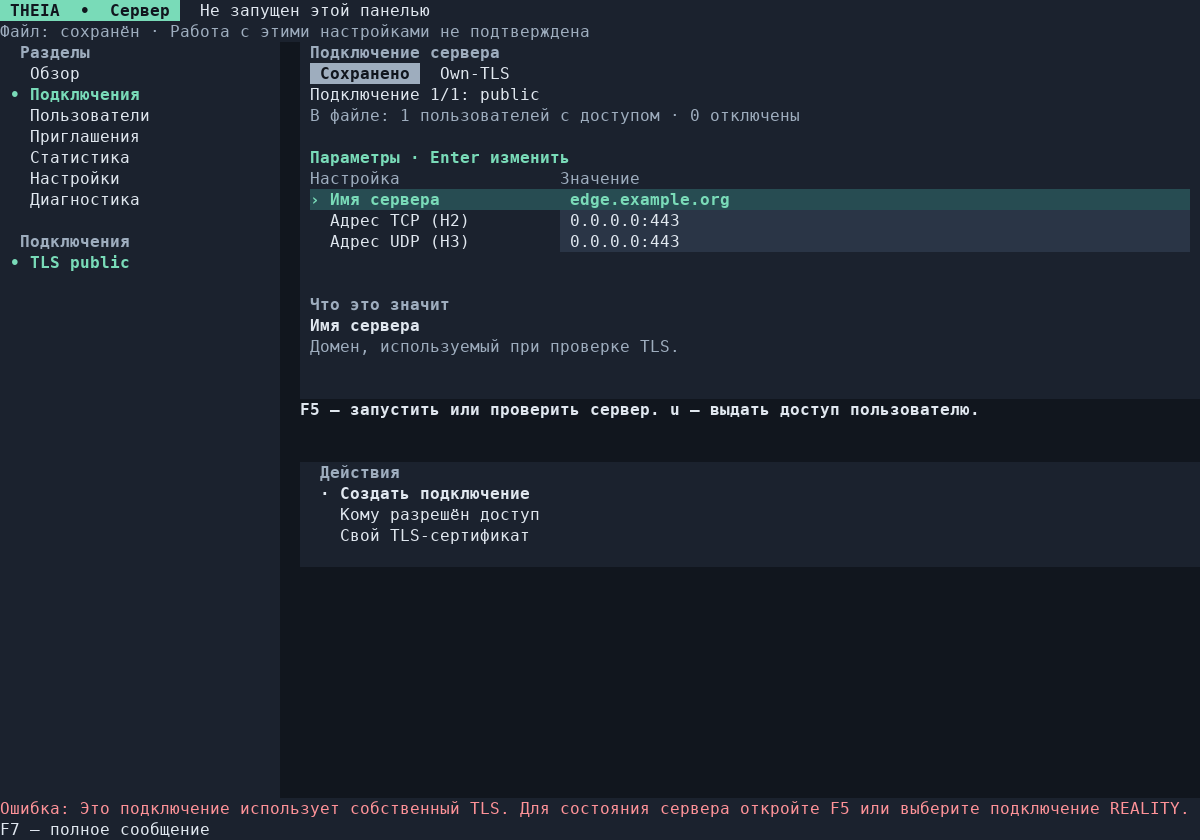 THEIA • Сервер Не запущен этой панелью
Файл: сохранён · Работа с этими настройками не подтверждена
Разделы
Обзор
• Подключения
Пользователи
Приглашения
Статистика
Настройки
Диагностика
Подключения
• TLS public
Подключение сервера
Сохранено Own-TLS
Подключение 1/1: public
В файле: 1 пользователей с доступом · 0 отключены
Параметры · Enter изменить
Настройка Значение
› Имя сервера edge.example.org
Адрес TCP (H2) 0.0.0.0:443
Адрес UDP (H3) 0.0.0.0:443
Что это значит
Имя сервера
Домен, используемый при проверке TLS.
F5 — запустить или проверить сервер. u — выдать доступ пользователю.
Действия
· Создать подключение
Кому разрешён доступ
Свой TLS-сертификат
Ошибка: Это подключение использует собственный TLS. Для состояния сервера откройте F5 или выберите подключение REALITY.
F7 — полное сообщение